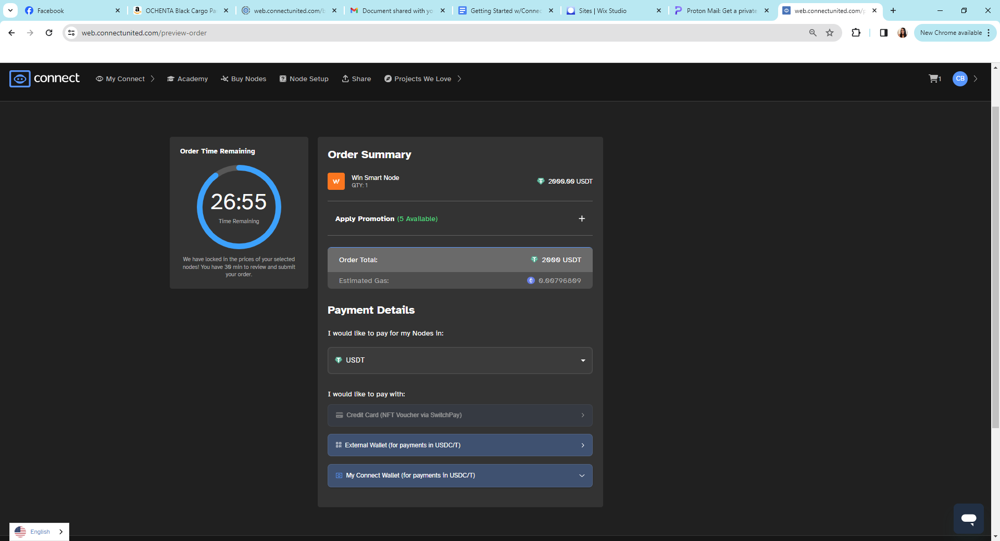 Facebook
OCHENTA Black Cargo Pa
web.connectunited.com/b
Document shared with yo
Getting Started w/Connec
Sites | Wix Studio
Proton Mail: Get a private
web.connectunited.com/p
web.connectunited.com/preview-order
New Chrome available
connect
My Connect
Academy
Buy Nodes
Node Setup
Share
Projects We Love
1
CB
Order Time Remaining
26:55
Time Remaining
We have locked in the prices of your selected
nodes! You have 30 min to review and submit
your order.
Order Summary
W
Win Smart Node
QTY: 1
2000.00 USDT
Apply Promotion (5 Available)
Order Total:
2000 USDT
Estimated Gas:
0.00796809
Payment Details
I would like to pay for my Nodes in:
USDT
I would like to pay with:
Credit Card (NFT Voucher via SwitchPay)
External Wallet (for payments in USDC/T)
My Connect Wallet (for payments in USDC/T)
English